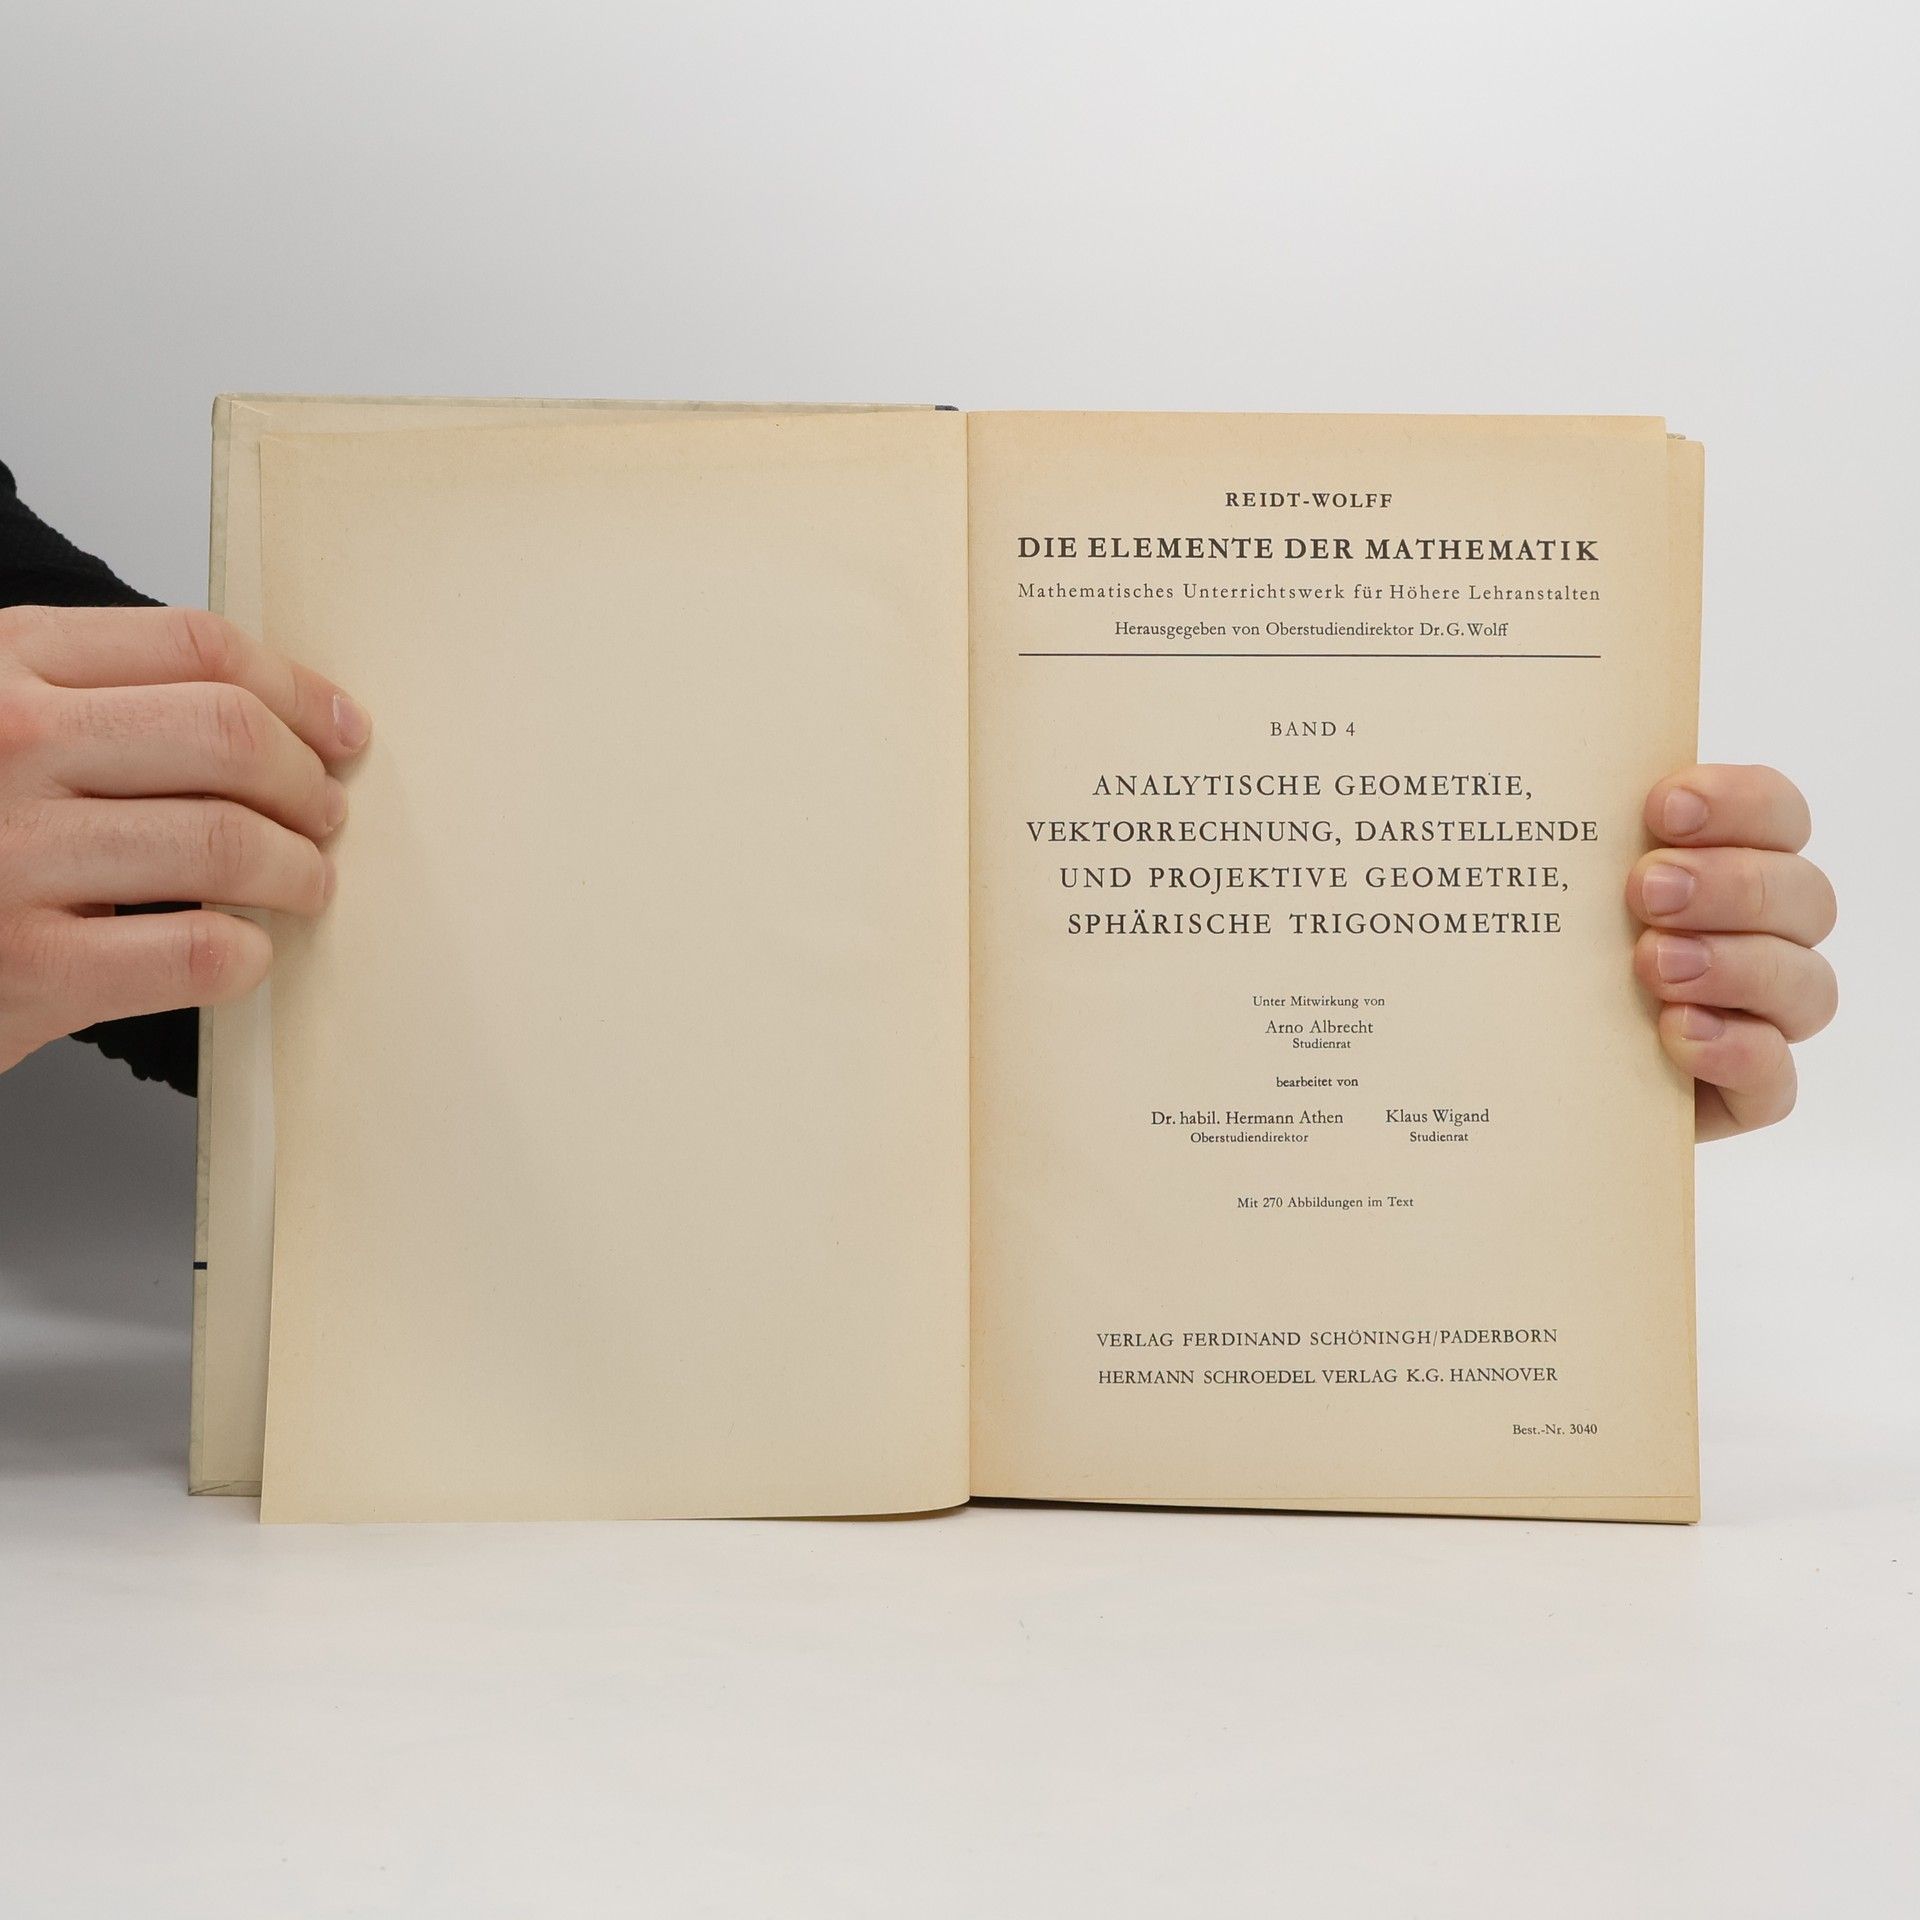 REIDT-WOLFF
DIE ELEMENTE DER MATHEMATIK
Mathematisches Unterrichtswerk für Höhere Lehranstalten
Herausgegeben von Oberstudiendirektor Dr. G. Wolff
BAND 4
ANALYTISCHE GEOMETRIE,
VEKTORRECHNUNG, DARSTELLENDE
UND PROJEKTIVE GEOMETRIE,
SPHÄRISCHE TRIGONOMETRIE
Unter Mitwirkung von
Arno Albrecht
Studienrat
bearbeitet von
Dr. habil. Hermann Athen Klaus Wigand
Oberstudiendirektor Studienrat
Mit 270 Abbildungen im Text
VERLAG FERDINAND SCHÖNINGH/PADERBORN
HERMANN SCHROEDEL VERLAG K.G. HANNOVER
Best.-Nr. 3040